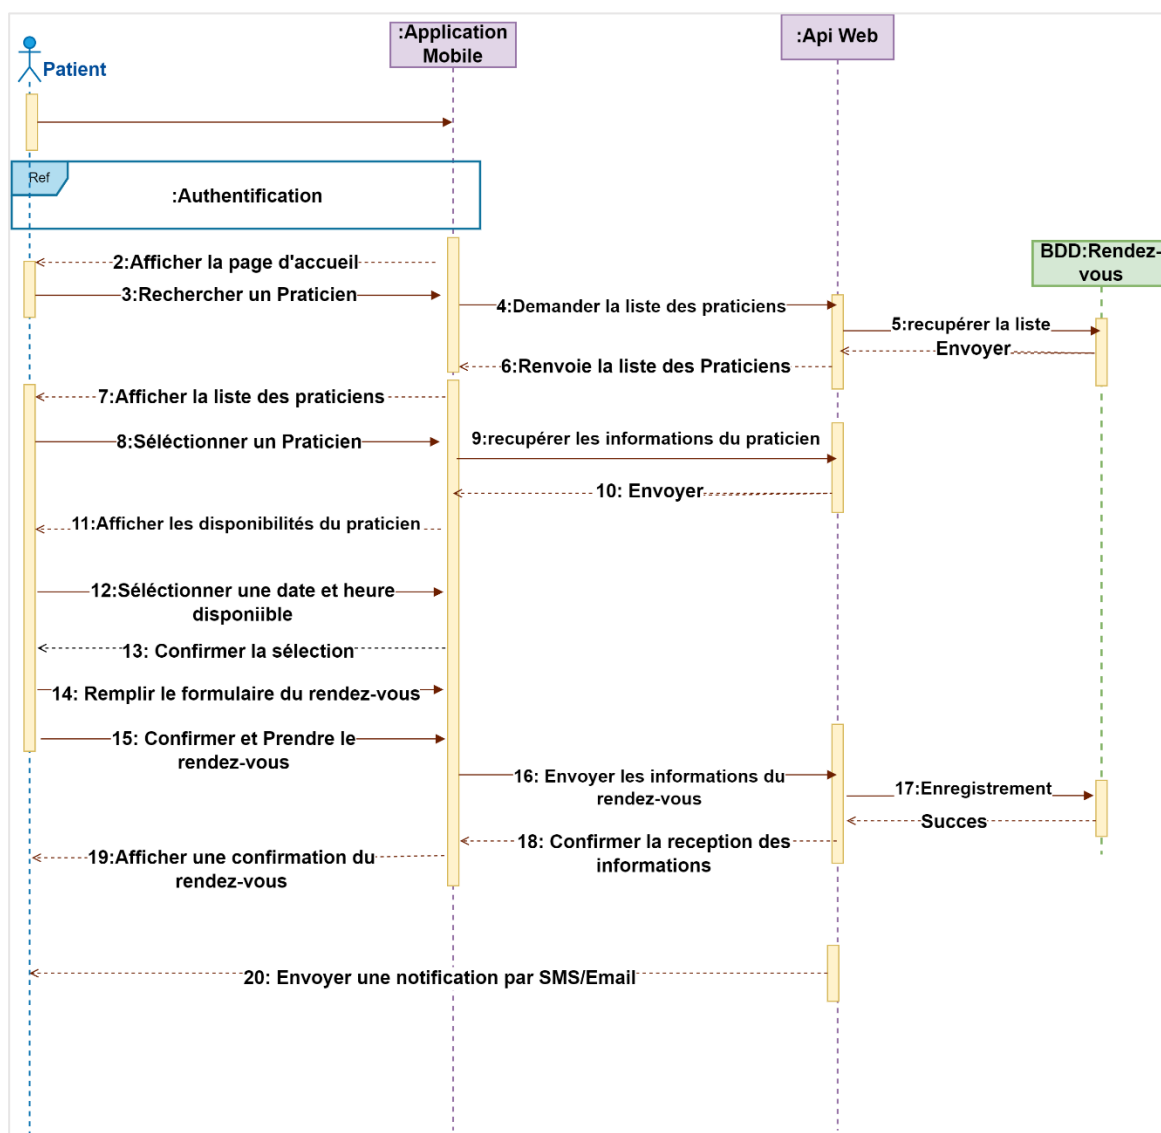 :Application
Mobile
:Api Web
Patient
Ref
:Authentification
2:Afficher la page d'accueil
BDD:Rendez-
vous
3:Rechercher un Praticien
4:Demander la liste des praticiens
5:recupérer la liste
Envoyer
6:Renvoie la liste des Praticiens
7:Afficher la liste des praticiens
8:Séléctionner un Praticien
9:recupérer les informations du praticien
10: Envoyer
11:Afficher les disponibilités du praticien
12:Séléctionner une date et heure
disponiible
13: Confirmer la sélection
14: Remplir le formulaire du rendez-vous
15: Confirmer et Prendre le
rendez-vous
16: Envoyer les informations du
rendez-vous
17:Enregistrement
Succes
18: Confirmer la reception des
informations
19:Afficher une confirmation du
rendez-vous
20: Envoyer une notification par SMS/Email